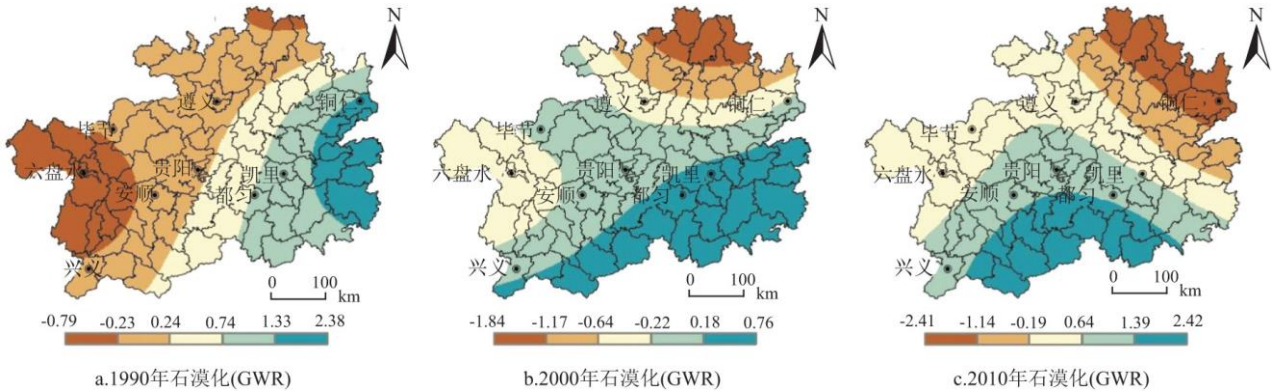 N
遵义
铜仁
毕节
六盘水
贵阳
凯里
安顺
都习
兴义
0 100
km
-0.79 -0.23 0.24 0.74 1.33 2.38
a.1990年石漠化(GWR)
N
遵义
铜仁
毕节
六盘水
贵阳
凯里
安顺
都习
兴义
0 100
km
-1.84 -1.17 -0.64 -0.22 0.18 0.76
b.2000年石漠化(GWR)
N
遵义
铜仁
毕节
六盘水
贵阳
凯里
安顺
都习
兴义
0 100
km
-2.41 -1.14 -0.19 0.64 1.39 2.42
c.2010年石漠化(GWR)